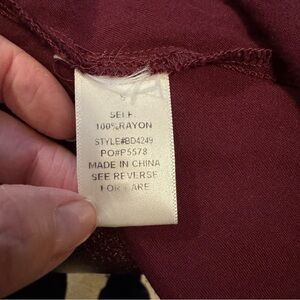 S
SELF:
100%RAYON
STYLE#BD4249
PO#P5578
MADE IN CHINA
SEE REVERSE
FOR CARE